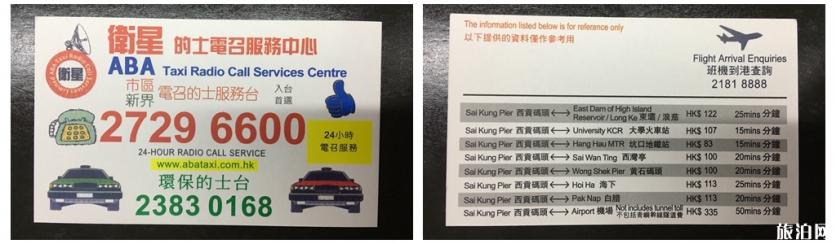 衛星 的士電召服務中心
ABA Taxi Radio Call Services Centre
衛星
市區
新界
電召的士服務台
入台
首選
2729 6600
24-HOUR RADIO CALL SERVICE
www.abataxi.com.hk
24小時
電召服務
環保的士台
2383 0168
The information listed below is for referance only
以下提供的資料僅作參考用
Flight Arrival Enquiries
班機到港查詢
2181 8888
Sai Kung Pier 西貢碼頭 ⟷ East Dam of High Island Reservoir / Long Ke 東壩 / 浪茄 HK$ 122 25mins 分鐘
Sai Kung Pier 西貢碼頭 ⟷ University KCR 大學火車站 HK$ 107 15mins 分鐘
Sai Kung Pier 西貢碼頭 ⟷ Hang Hau MTR 坑口地鐵站 HK$ 83 15mins 分鐘
Sai Kung Pier 西貢碼頭 ⟷ Sai Wan Ting 西灣亭 HK$ 100 20mins 分鐘
Sai Kung Pier 西貢碼頭 ⟷ Wong Shek Pier 黃石碼頭 HK$ 100 20mins 分鐘
Sai Kung Pier 西貢碼頭 ⟷ Hoi Ha 海下 HK$ 113 25mins 分鐘
Sai Kung Pier 西貢碼頭 ⟷ Pak Nap 白腊 HK$ 113 20mins 分鐘
Sai Kung Pier 西貢碼頭 ⟷ Airport 機場 Not includes tunnel toll 不包括青嶼幹線隧道費 HK$ 335 50mins 分鐘
旅泊网